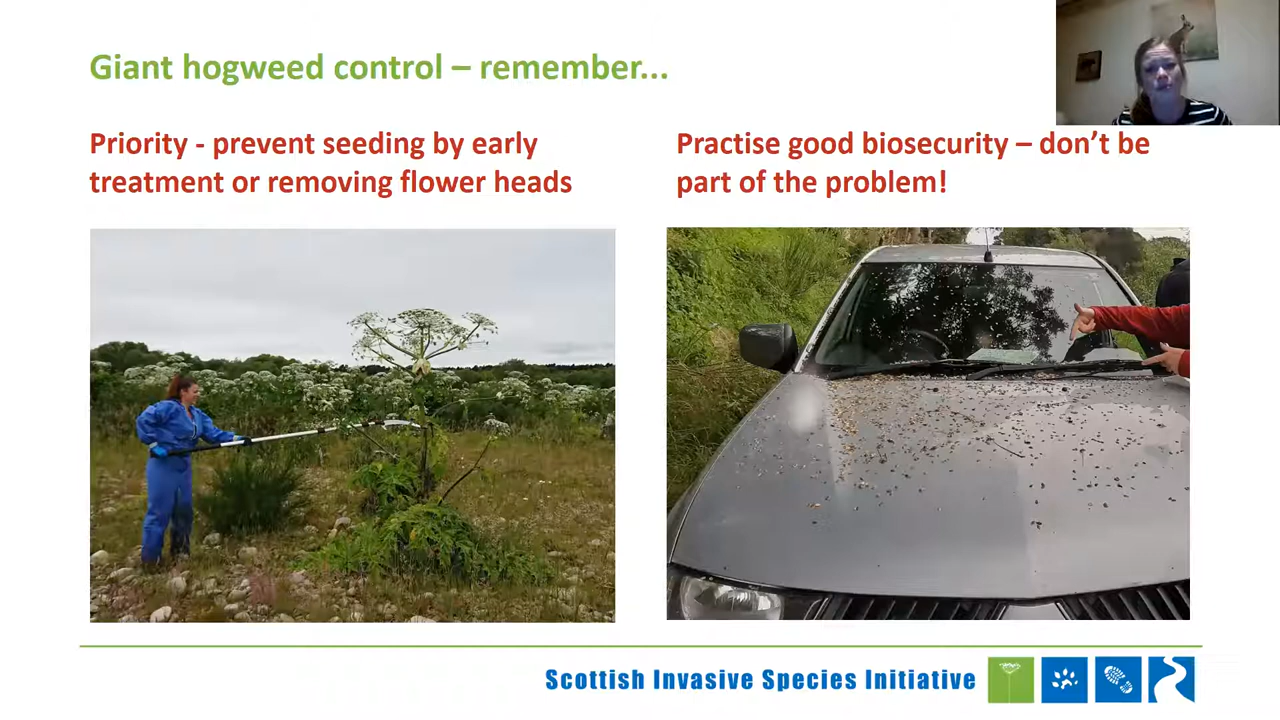 Giant hogweed control – remember...
Priority - prevent seeding by early
treatment or removing flower heads
Practise good biosecurity – don’t be
part of the problem!
Scottish Invasive Species Initiative